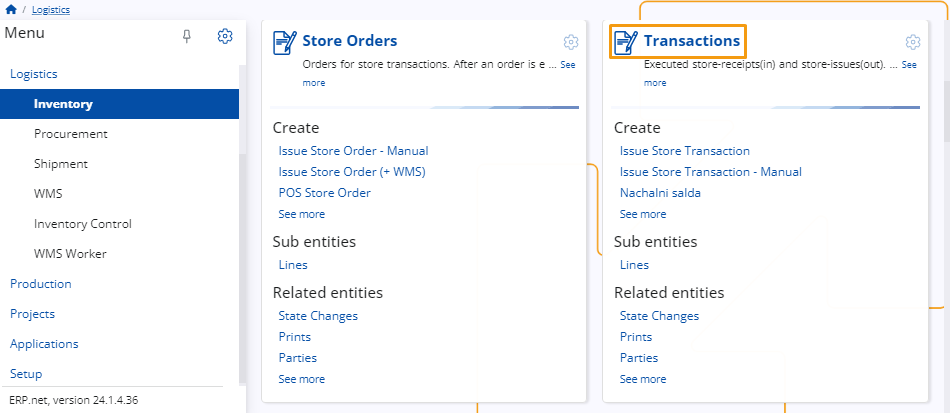 / Logistics
Menu
Logistics
Inventory
Procurement
Shipment
WMS
Inventory Control
WMS Worker
Production
Projects
Applications
Setup
ERP.net, version 24.1.4.36
Store Orders
Orders for store transactions. After an order is e ... See
more
Create
Issue Store Order - Manual
Issue Store Order (+ WMS)
POS Store Order
See more
Sub entities
Lines
Related entities
State Changes
Prints
Parties
See more
Transactions
Executed store-receipts(in) and store-issues(out). ... See
more
Create
Issue Store Transaction
Issue Store Transaction - Manual
Nachalni salda
See more
Sub entities
Lines
Related entities
State Changes
Prints
Parties
See more